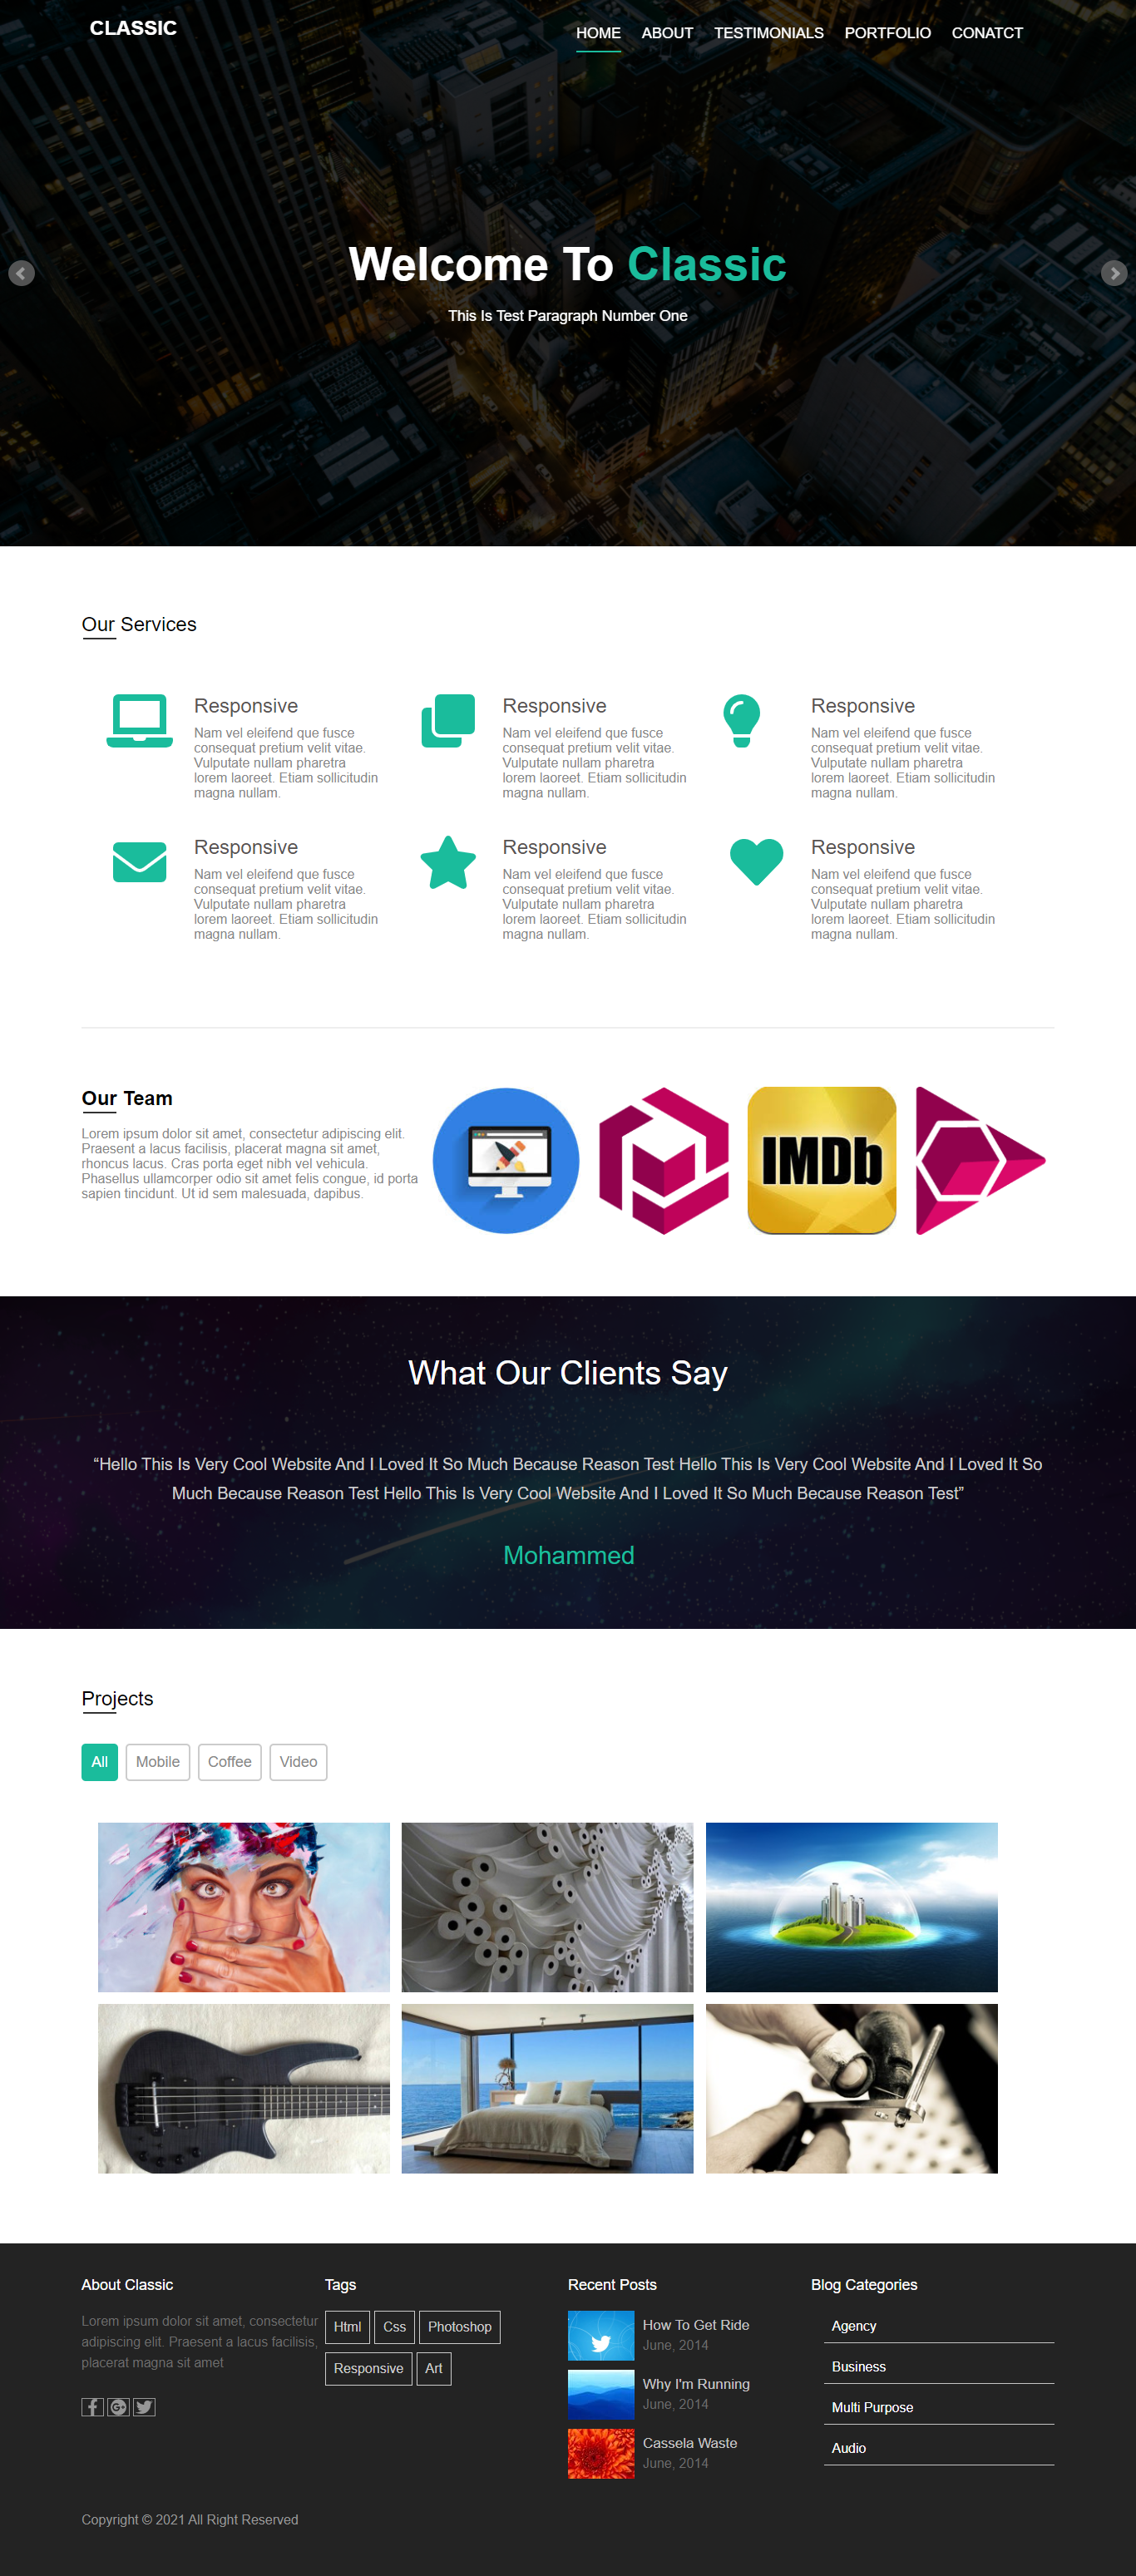 CLASSIC
HOME ABOUT TESTIMONIALS PORTFOLIO CONATCT
Welcome To Classic
This Is Test Paragraph Number One
Our Services
Responsive
Nam vel eleifend que fusce
consequat pretium velit vitae.
Vulputate nullam pharetra
lorem laoreet. Etiam sollicitudin
magna nullam.
Responsive
Nam vel eleifend que fusce
consequat pretium velit vitae.
Vulputate nullam pharetra
lorem laoreet. Etiam sollicitudin
magna nullam.
Responsive
Nam vel eleifend que fusce
consequat pretium velit vitae.
Vulputate nullam pharetra
lorem laoreet. Etiam sollicitudin
magna nullam.
Responsive
Nam vel eleifend que fusce
consequat pretium velit vitae.
Vulputate nullam pharetra
lorem laoreet. Etiam sollicitudin
magna nullam.
Responsive
Nam vel eleifend que fusce
consequat pretium velit vitae.
Vulputate nullam pharetra
lorem laoreet. Etiam sollicitudin
magna nullam.
Responsive
Nam vel eleifend que fusce
consequat pretium velit vitae.
Vulputate nullam pharetra
lorem laoreet. Etiam sollicitudin
magna nullam.
Our Team
Lorem ipsum dolor sit amet, consectetur adipiscing elit.
Praesent a lacus facilisis, placerat magna sit amet,
rhoncus lacus. Cras porta eget nibh vel vehicula.
Phasellus ullamcorper odio sit amet felis congue, id porta
sapien tincidunt. Ut id sem malesuada, dapibus.
IMDb
What Our Clients Say
“Hello This Is Very Cool Website And I Loved It So Much Because Reason Test Hello This Is Very Cool Website And I Loved It So
Much Because Reason Test Hello This Is Very Cool Website And I Loved It So Much Because Reason Test”
Mohammed
Projects
All Mobile Coffee Video
About Classic
Lorem ipsum dolor sit amet, consectetur
adipiscing elit. Praesent a lacus facilisis,
placerat magna sit amet
Tags
Html Css Photoshop
Responsive Art
Recent Posts
How To Get Ride
June, 2014
Why I'm Running
June, 2014
Cassela Waste
June, 2014
Blog Categories
Agency
Business
Multi Purpose
Audio
Copyright © 2021 All Right Reserved